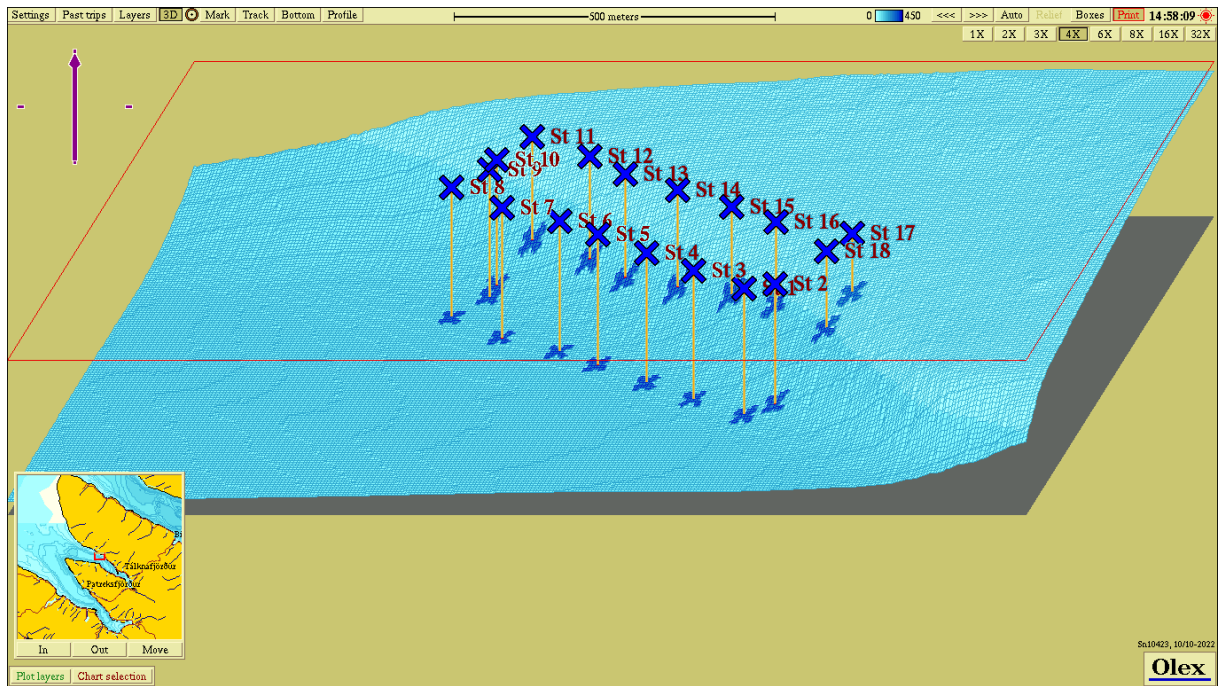 Settings Past trips Layers 3D Mark Track Bottom Profile 500 meters 0 450 <<< >>> Auto Relief Boxes Print 14:58:09
1X 2X 3X 4X 6X 8X 16X 32X
St 11
St 10
St 12
St 9
St 13
St 8
St 14
St 7
St 15
St 6
St 16
St 5
St 17
St 4
St 18
St 3
St 1
St 2
Tálknafjörður
Patreksfjörður
In Out Move
Sn10423, 10/10-2022
Olex
Plot layers Chart selection